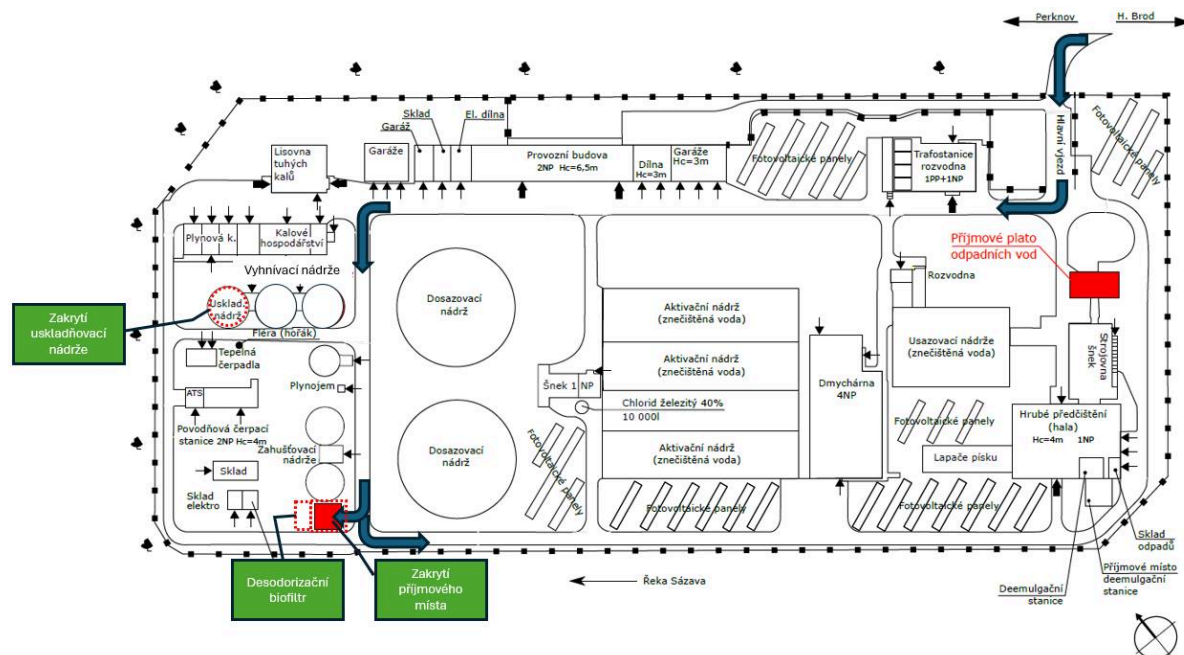 Perknov
H. Brod
Sklad
El. dílna
Garáž
Lisovna
tuhých
kalů
Garáže
Provozní budova
2NP Hc=6,5m
Dílna
Hc=3m
Garáže
Hc=3m
Fotovoltaické panely
Trafostanice
rozvodna
1PP+1NP
Hlavní vjezd
Fotovoltaické panely
Plynová k.
Kalové
hospodářství
Příjmové plato
odpadních vod
Vyhnívací nádrže
Rozvodna
Usklad.
nádrž
Zakrytí
uskladňovací
nádrže
Fléra (hořák)
Dosazovací
nádrž
Aktivační nádrž
(znečištěná voda)
Usazovací nádrže
(znečištěná voda)
Strojovna
šnek
Tepelná
čerpadla
Aktivační nádrž
(znečištěná voda)
Plynojem
Šnek 1 NP
Dmychárna
4NP
ATS
Chlorid železitý 40%
10 000l
Povodňová čerpací
stanice 2NP Hc=4m
Fotovoltaické panely
Hrubé předčištění
(hala)
Hc=4m 1NP
Zahušťovací
nádrže
Dosazovací
nádrž
Fotovoltaické panely
Aktivační nádrž
(znečištěná voda)
Lapače písku
Sklad
Sklad
elektro
Fotovoltaické panely
Fotovoltaické panely
Sklad
odpadů
Desodorizační
biofiltr
Zakrytí
příjmového
místa
Řeka Sázava
Příjmové místo
deemulgační
stanice
Deemulgační
stanice